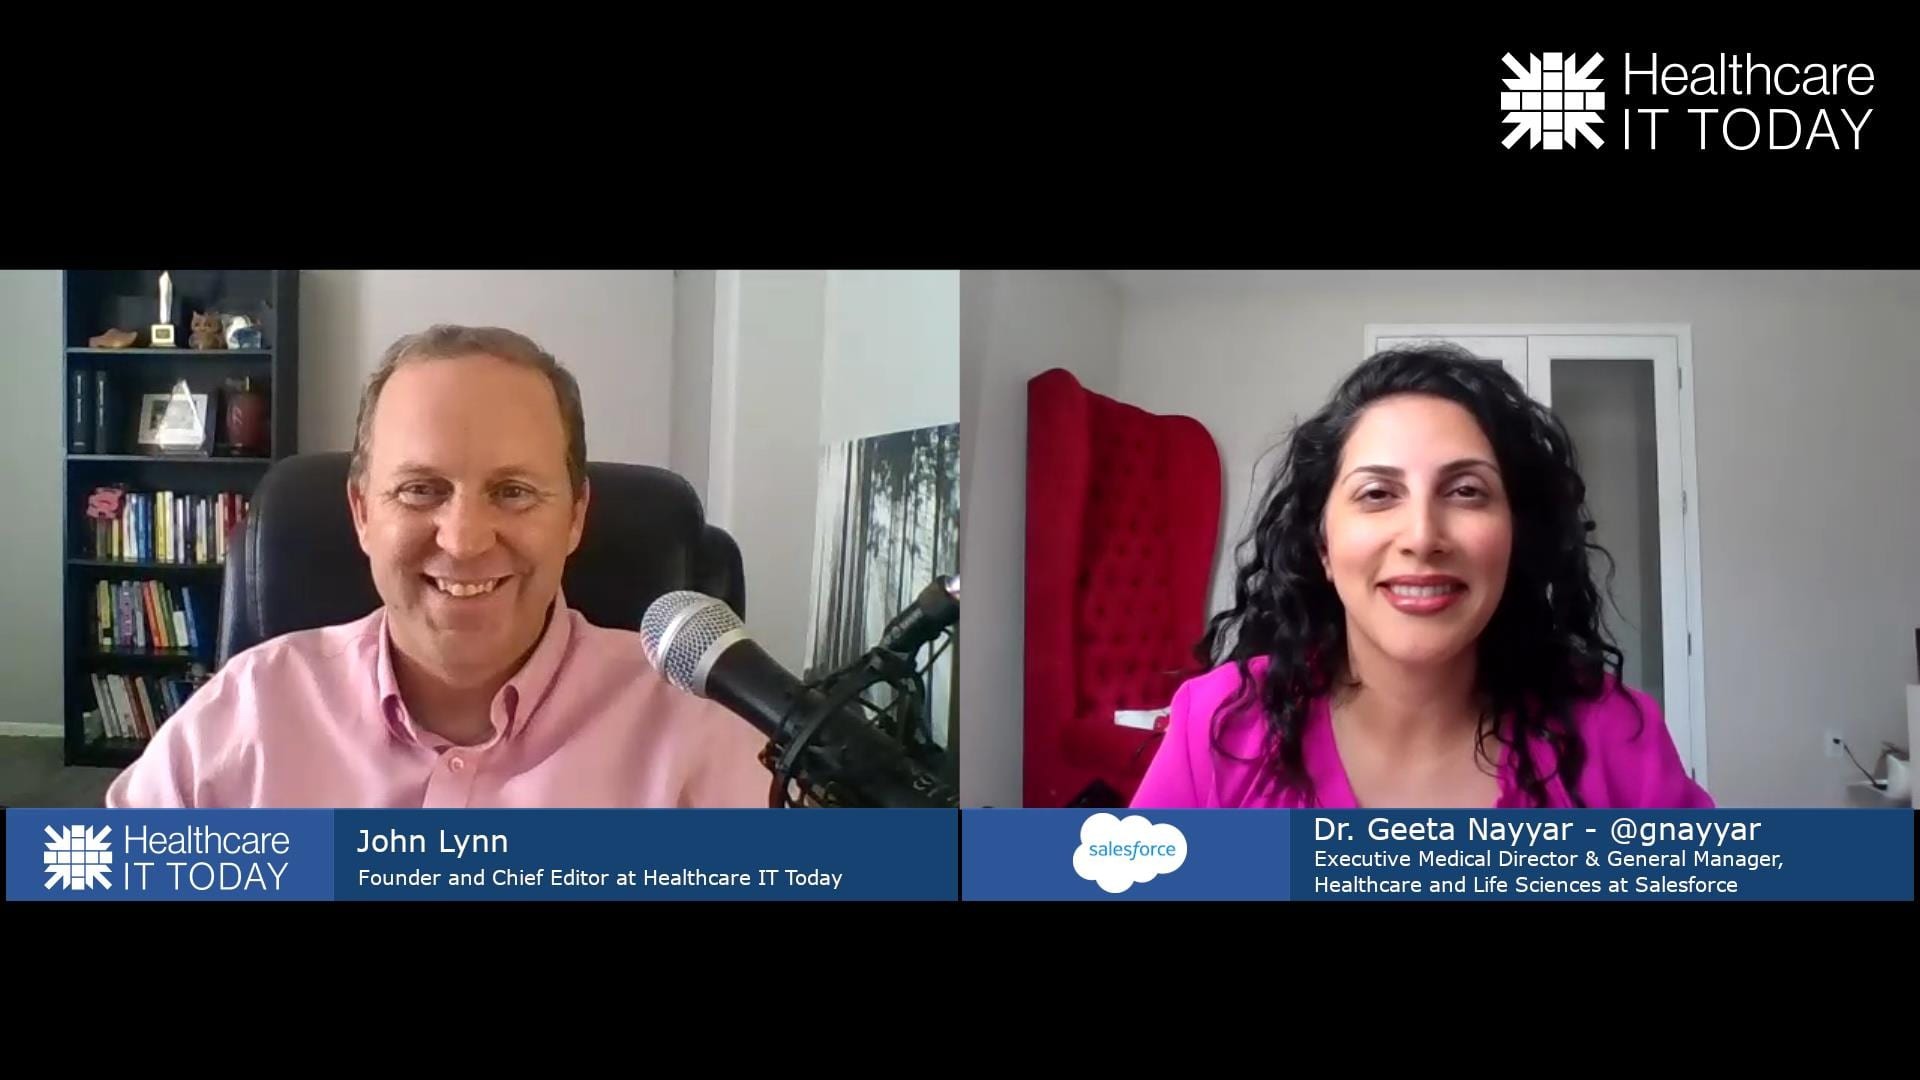 Healthcare
IT TODAY
Healthcare
IT TODAY
John Lynn
Founder and Chief Editor at Healthcare IT Today
salesforce
Dr. Geeta Nayyar - @gnayyar
Executive Medical Director & General Manager,
Healthcare and Life Sciences at Salesforce